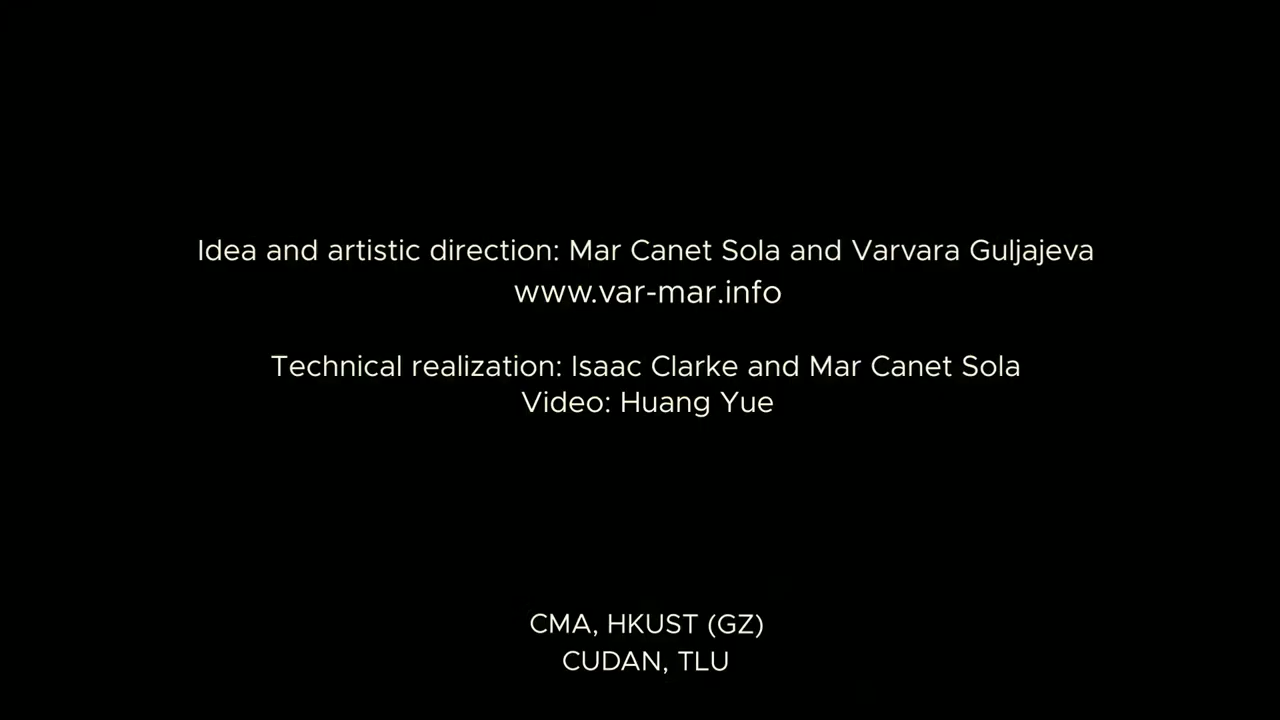 Idea and artistic direction: Mar Canet Sola and Varvara Guljajeva
www.var-mar.info
Technical realization: Isaac Clarke and Mar Canet Sola
Video: Huang Yue
CMA, HKUST (GZ)
CUDAN, TLU